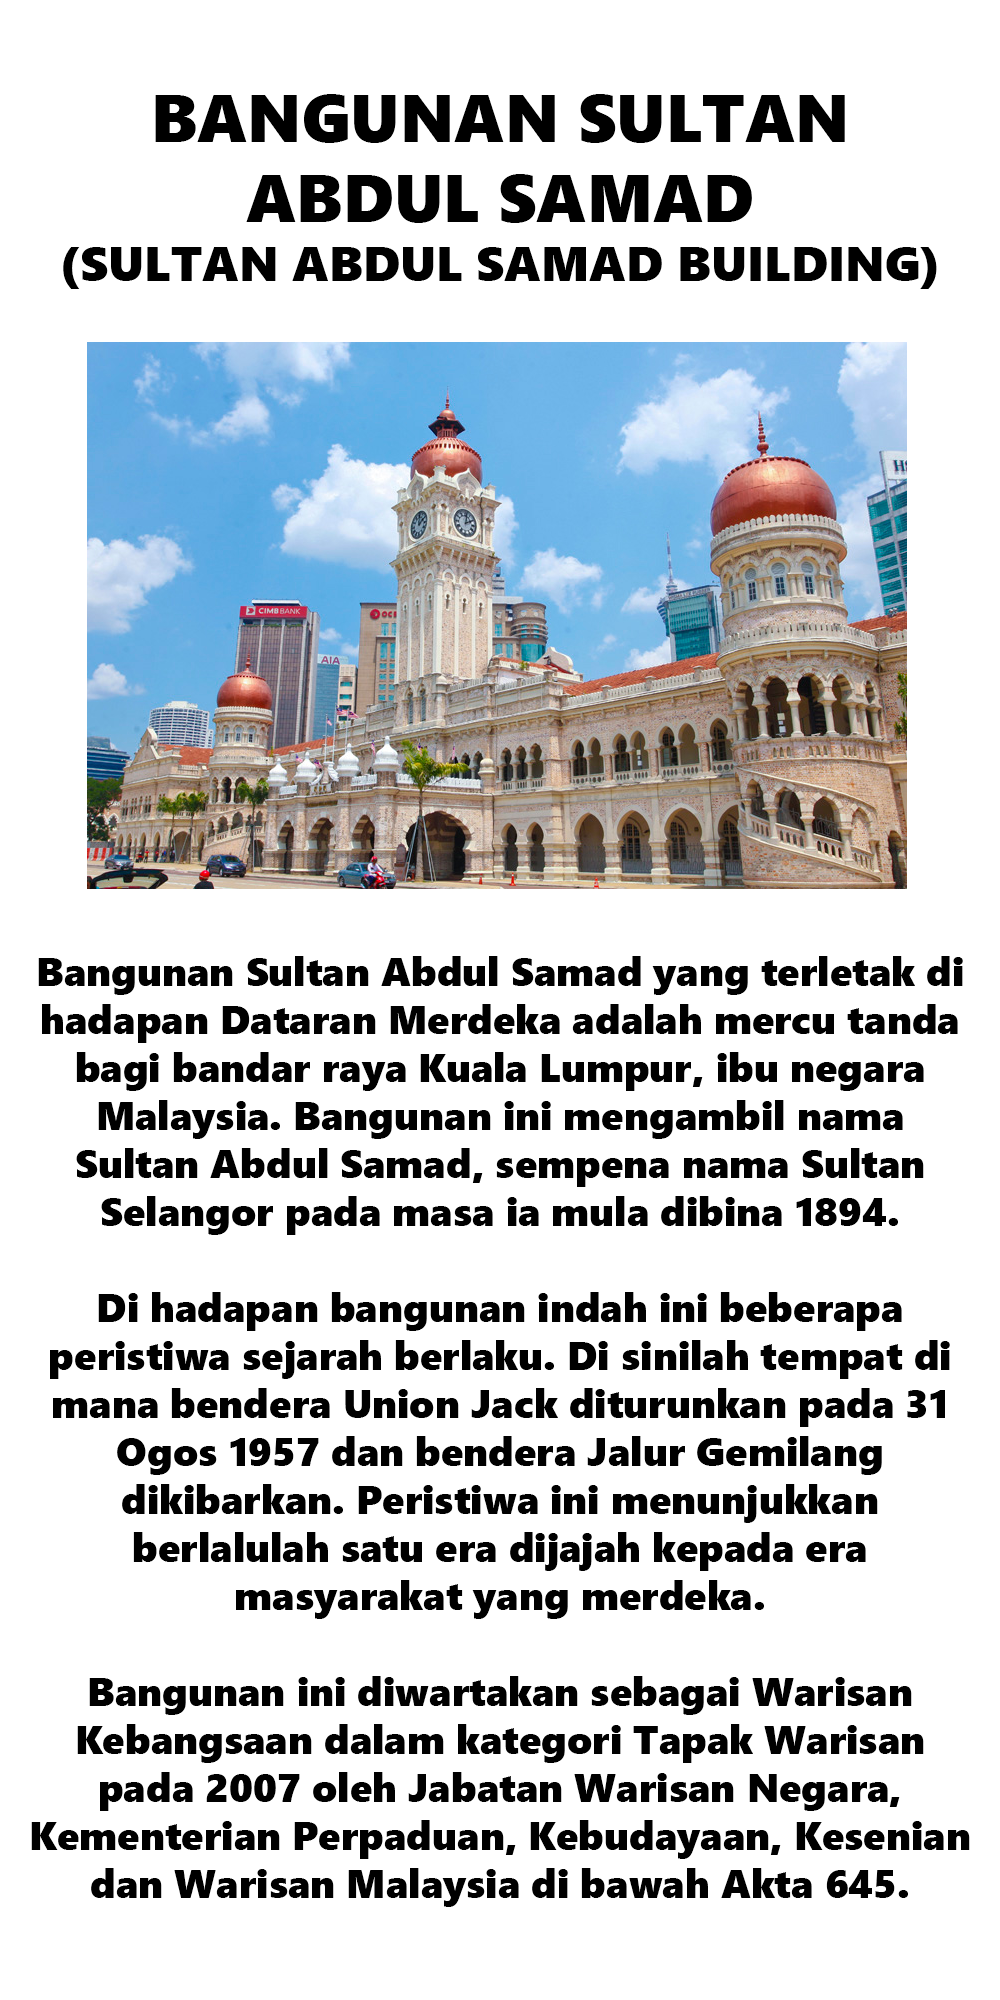 BANGUNAN SULTAN
ABDUL SAMAD
(SULTAN ABDUL SAMAD BUILDING)
CIMB BANK
AIA
Bangunan Sultan Abdul Samad yang terletak di
hadapan Dataran Merdeka adalah mercu tanda
bagi bandar raya Kuala Lumpur, ibu negara
Malaysia. Bangunan ini mengambil nama
Sultan Abdul Samad, sempena nama Sultan
Selangor pada masa ia mula dibina 1894.
Di hadapan bangunan indah ini beberapa
peristiwa sejarah berlaku. Di sinilah tempat di
mana bendera Union Jack diturunkan pada 31
Ogos 1957 dan bendera Jalur Gemilang
dikibarkan. Peristiwa ini menunjukkan
berlalulah satu era dijajah kepada era
masyarakat yang merdeka.
Bangunan ini diwartakan sebagai Warisan
Kebangsaan dalam kategori Tapak Warisan
pada 2007 oleh Jabatan Warisan Negara,
Kementerian Perpaduan, Kebudayaan, Kesenian
dan Warisan Malaysia di bawah Akta 645.